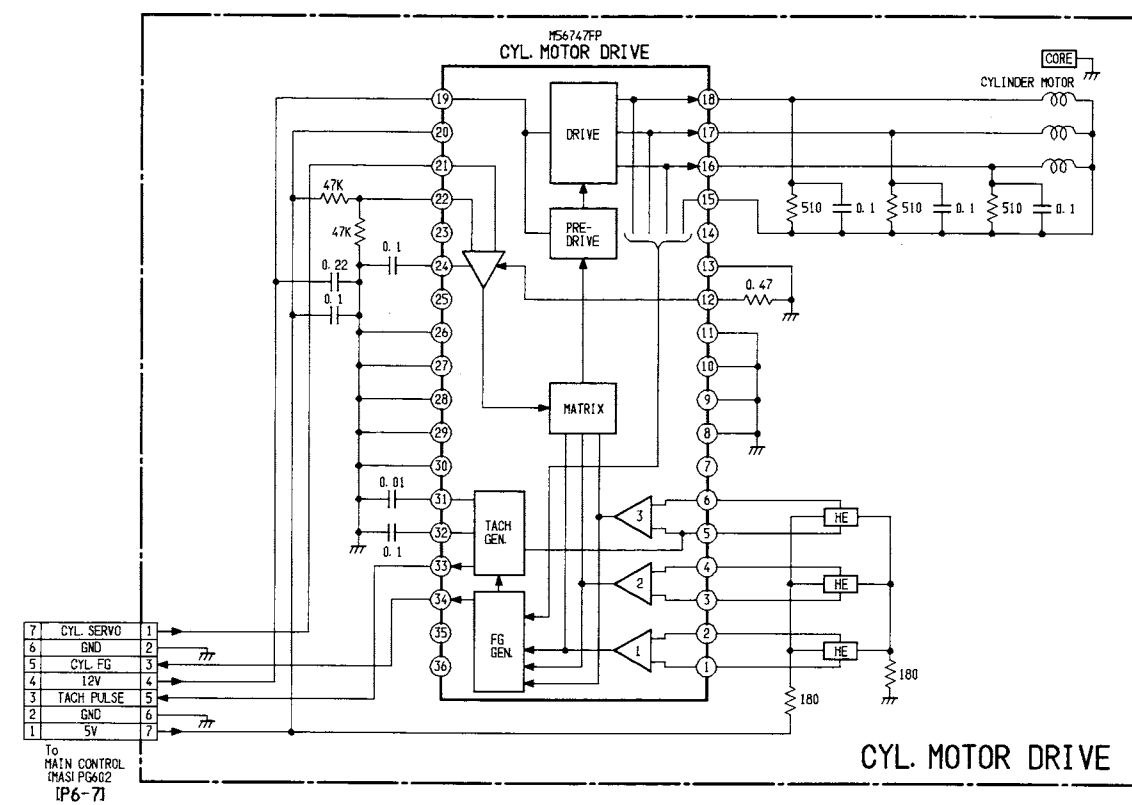 M56747FP
CYL. MOTOR DRIVE
CORE
CYLINDER MOTOR
19
20
21
22
23
24
25
26
27
28
29
30
31
32
33
34
35
36
18
17
16
15
14
13
12
11
10
9
8
7
6
5
4
3
2
1
DRIVE
PRE-
DRIVE
MATRIX
TACH
GEN.
FG
GEN.
3
2
1
47K
47K
0.1
0.22
0.1
0.01
0.1
510
0.1
510
0.1
510
0.1
0.47
HE
HE
HE
180
180
7 CYL. SERVO 1
6 GND 2
5 CYL. FG 3
4 12V 4
3 TACH PULSE 5
2 GND 6
1 5V 7
To
MAIN CONTROL
(MAS) PG602
[P6-7]
CYL. MOTOR DRIVE